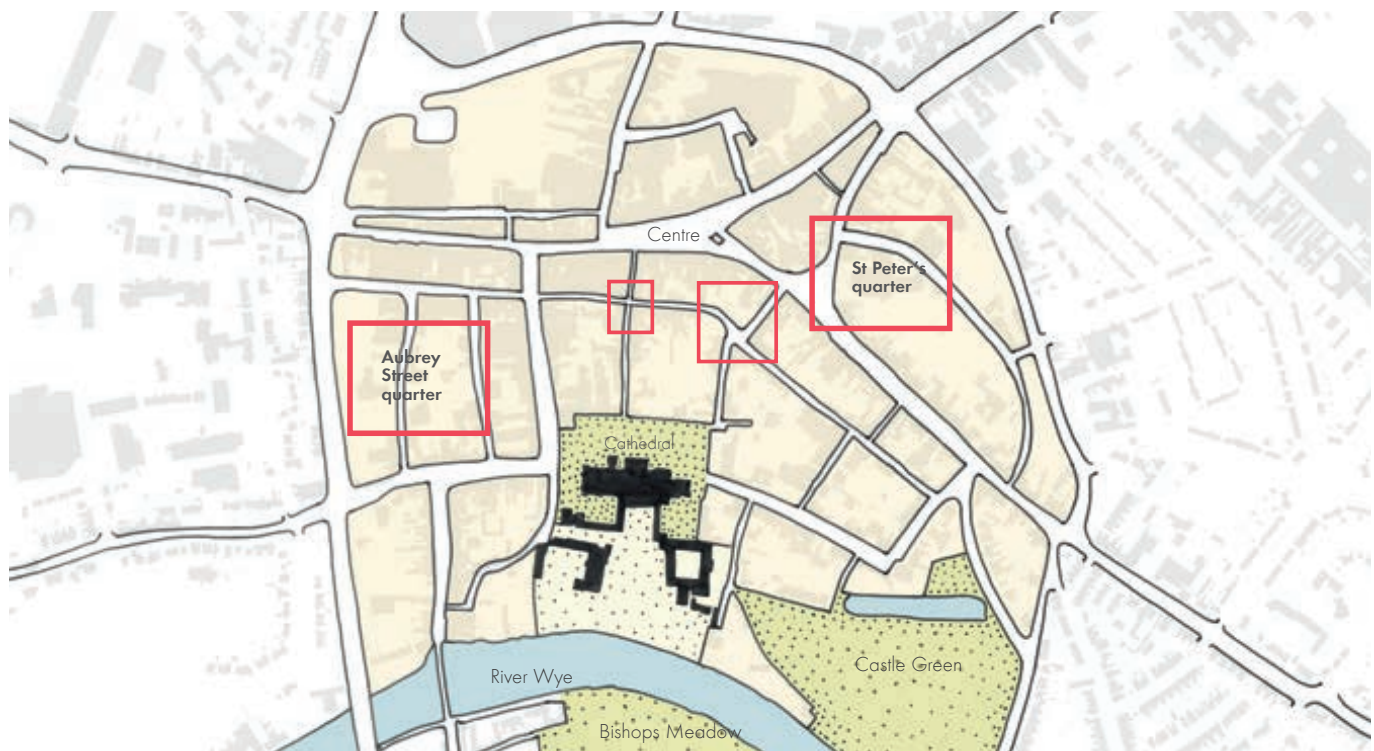 Centre
St Peter's
quarter
Aubrey
Street
quarter
Cathedral
Castle Green
River Wye
Bishops Meadow